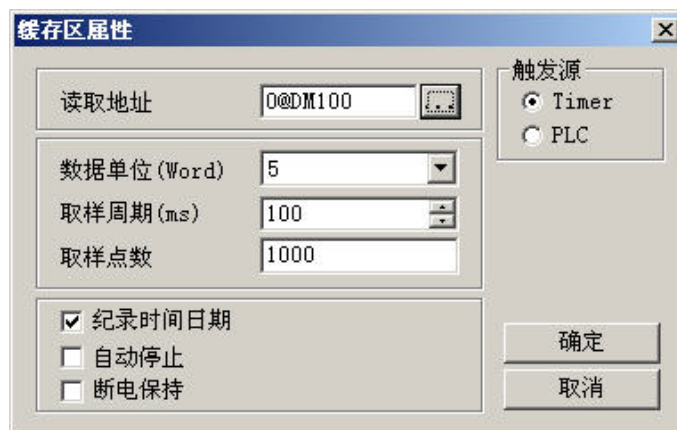 缓存区属性
读取地址 0@DM100 ...
触发源
Timer
PLC
数据单位(Word) 5
取样周期(ms) 100
取样点数 1000
纪录时间日期
自动停止
断电保持
确定
取消